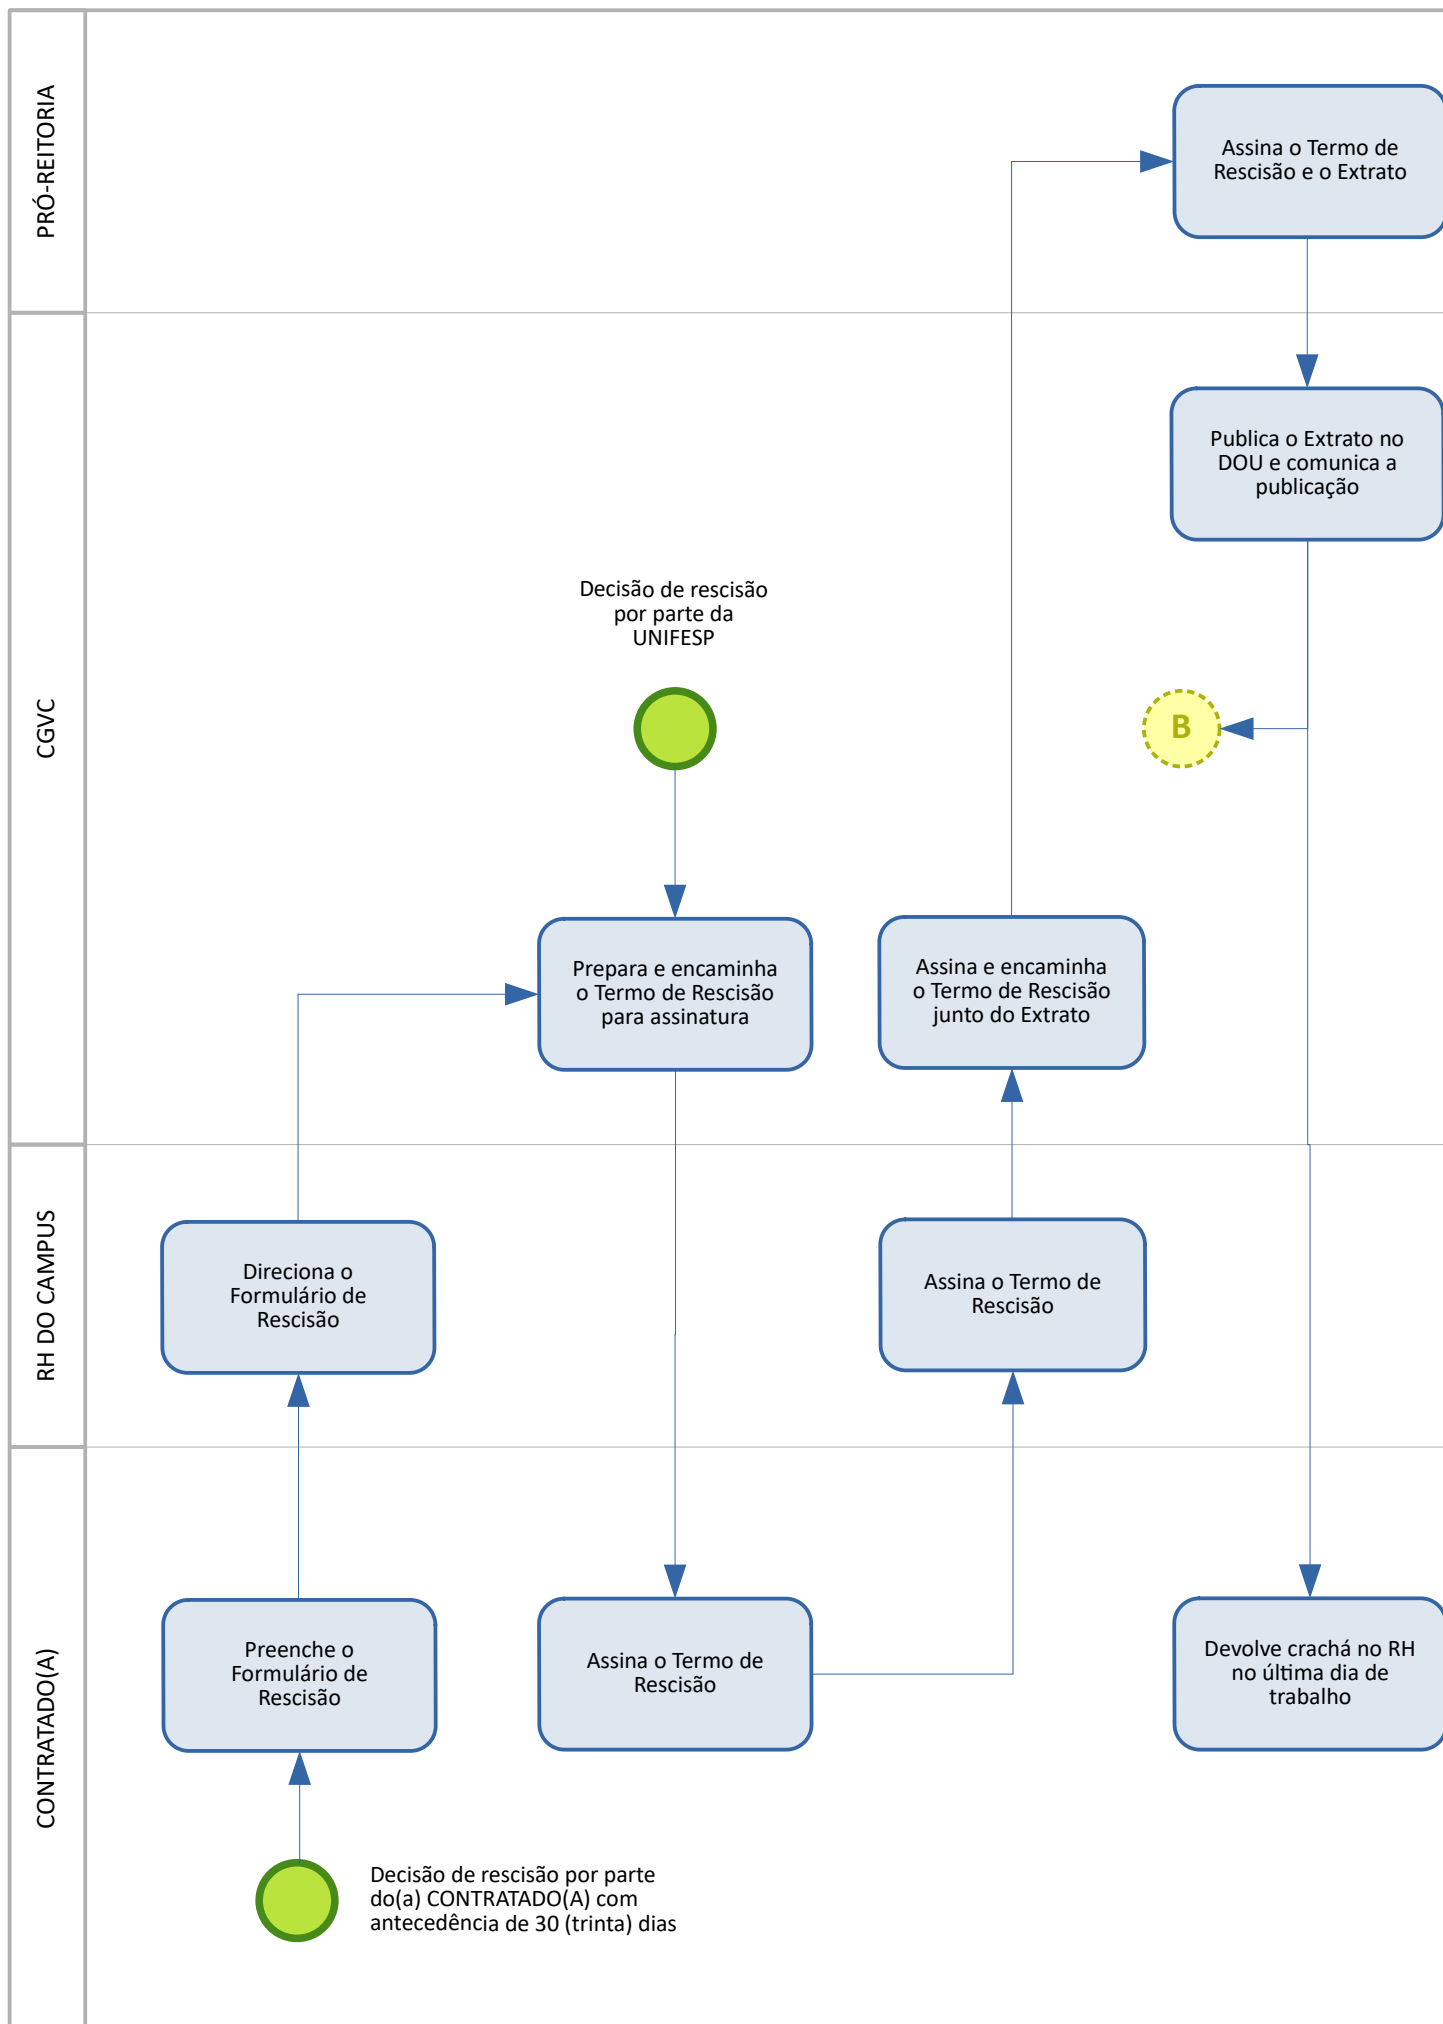 PRÓ-REITORIA
Assina o Termo de
Rescisão e o Extrato
CGVC
Publica o Extrato no
DOU e comunica a
publicação
Decisão de rescisão
por parte da
UNIFESP
B
Prepara e encaminha
o Termo de Rescisão
para assinatura
Assina e encaminha
o Termo de Rescisão
junto do Extrato
RH DO CAMPUS
Direciona o
Formulário de
Rescisão
Assina o Termo de
Rescisão
CONTRATADO(A)
Preenche o
Formulário de
Rescisão
Assina o Termo de
Rescisão
Devolve crachá no RH
no última dia de
trabalho
Decisão de rescisão por parte
do(a) CONTRATADO(A) com
antecedência de 30 (trinta) dias